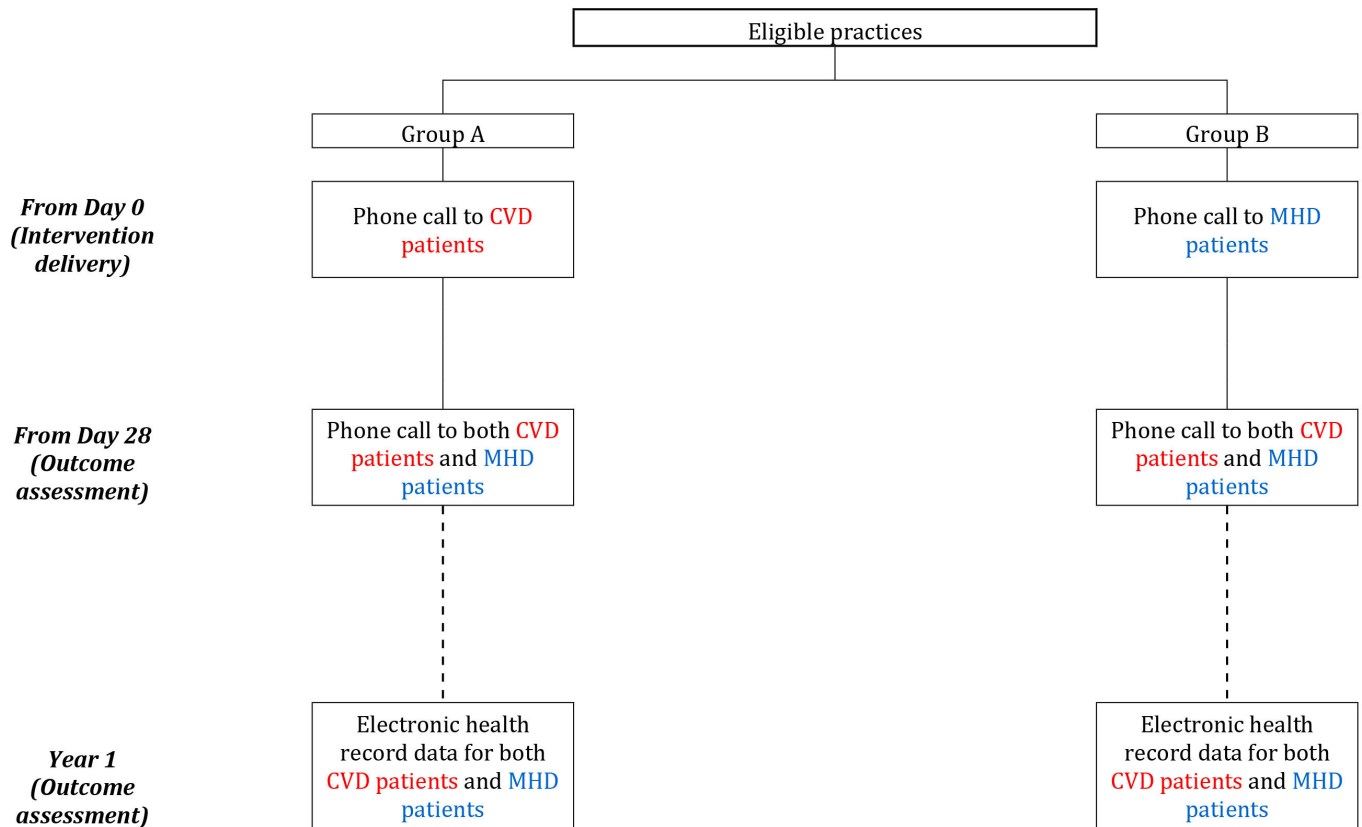 Eligible practices
Group A
Group B
From Day 0
(Intervention
delivery)
Phone call to CVD
patients
Phone call to MHD
patients
From Day 28
(Outcome
assessment)
Phone call to both CVD
patients and MHD
patients
Phone call to both CVD
patients and MHD
patients
Year 1
(Outcome
assessment)
Electronic health
record data for both
CVD patients and MHD
patients
Electronic health
record data for both
CVD patients and MHD
patients